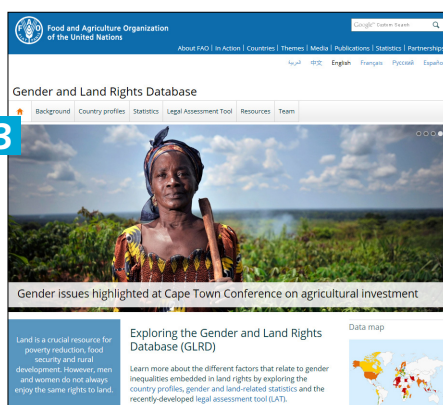 Food and Agriculture Organization
of the United Nations
Google™ Custom Search
About FAO | In Action | Countries | Themes | Media | Publications | Statistics | Partnerships
العربية 中文 English Français Русский Español
Gender and Land Rights Database
Background Country profiles Statistics Legal Assessment Tool Resources Team
3
Gender issues highlighted at Cape Town Conference on agricultural investment
Land is a crucial resource for
poverty reduction, food
security and rural
development. However, men
and women do not always
enjoy the same rights to land.
Exploring the Gender and Land Rights
Database (GLRD)
Learn more about the different factors that relate to gender
inequalities embedded in land rights by exploring the
country profiles, gender and land-related statistics and the
recently-developed legal assessment tool (LAT).
Data map